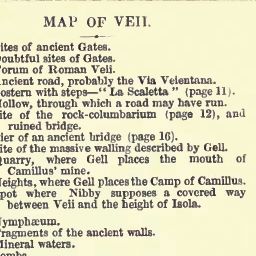 MAP OF VEII.
ites of ancient Gates.
oubtful sites of Gates.
orum of Roman Veii.
ncient road, probably the Via Veientana.
ostern with steps—"La Scaletta" (page 11).
ollow, through which a road may have run.
ite of the rock-columbarium (page 12), and
ruined bridge.
ier of an ancient bridge (page 16).
ite of the massive walling described by Gell.
uarry, where Gell places the mouth of
Camillus' mine.
eights, where Gell places the Camp of Camillus.
pot where Nibby supposes a covered way
between Veii and the height of Isola.
ymphæum.
ragments of the ancient walls.
ineral waters.